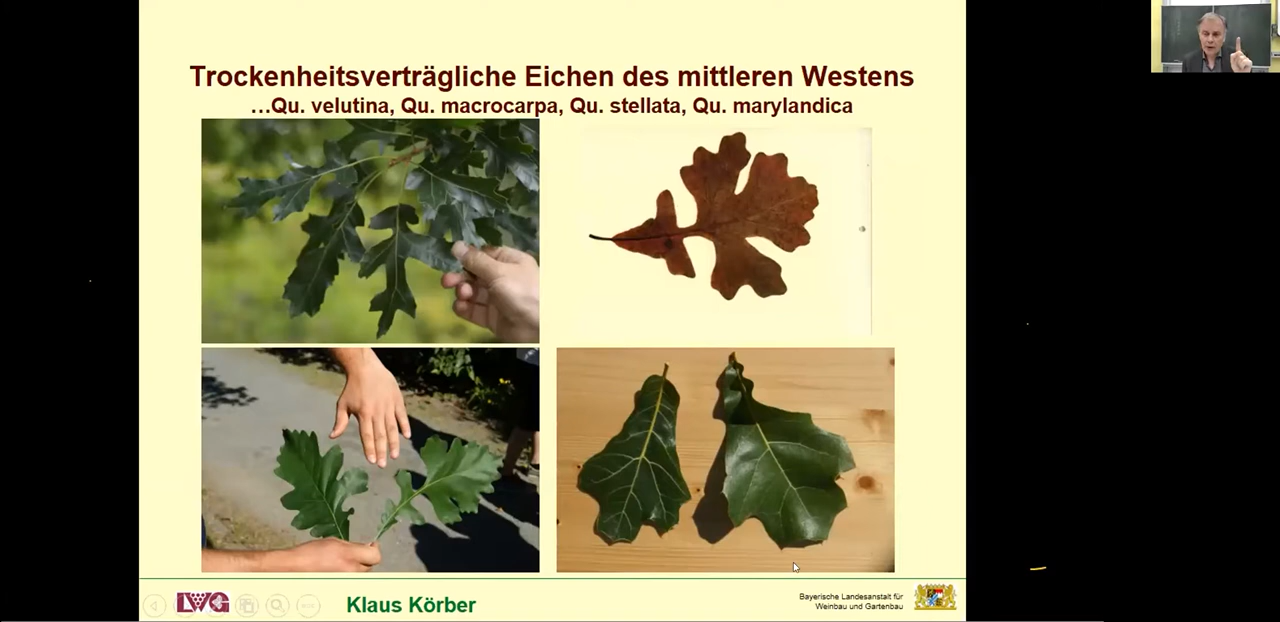 Trockenheitsverträgliche Eichen des mittleren Westens
...Qu. velutina, Qu. macrocarpa, Qu. stellata, Qu. marylandica
LWG
Klaus Körber
Bayerische Landesanstalt für
Weinbau und Gartenbau